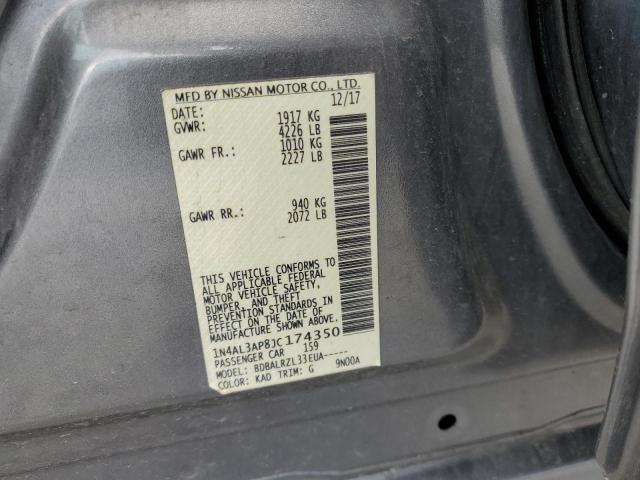 MFD BY NISSAN MOTOR CO., LTD.
DATE: 12/17
GVWR: 1917 KG
4226 LB
GAWR FR.: 1010 KG
2227 LB
GAWR RR.: 940 KG
2072 LB
THIS VEHICLE CONFORMS TO
ALL APPLICABLE FEDERAL
MOTOR VEHICLE SAFETY,
BUMPER, AND THEFT
PREVENTION STANDARDS IN
EFFECT ON THE DATE OF
MANUFACTURE SHOWN ABOVE.
1N4AL3AP8JC174350
PASSENGER CAR 159
MODEL: BDBALRZL33EUA-----
COLOR: KAD TRIM: G 9N00A